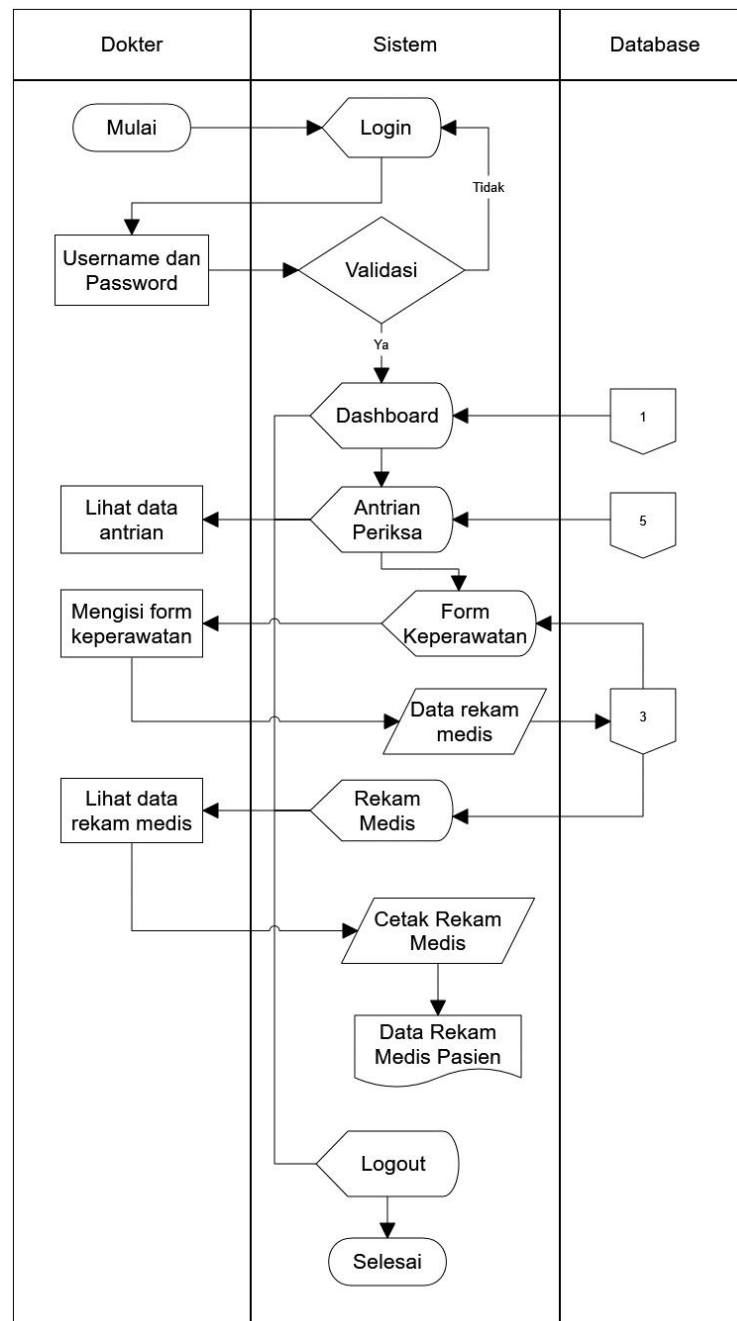 Dokter
Sistem
Database
Mulai
Login
Tidak
Username dan
Password
Validasi
Ya
Dashboard
1
Lihat data
antrian
Antrian
Periksa
5
Mengisi form
keperawatan
Form
Keperawatan
Data rekam
medis
3
Lihat data
rekam medis
Rekam
Medis
Cetak Rekam
Medis
Data Rekam
Medis Pasien
Logout
Selesai